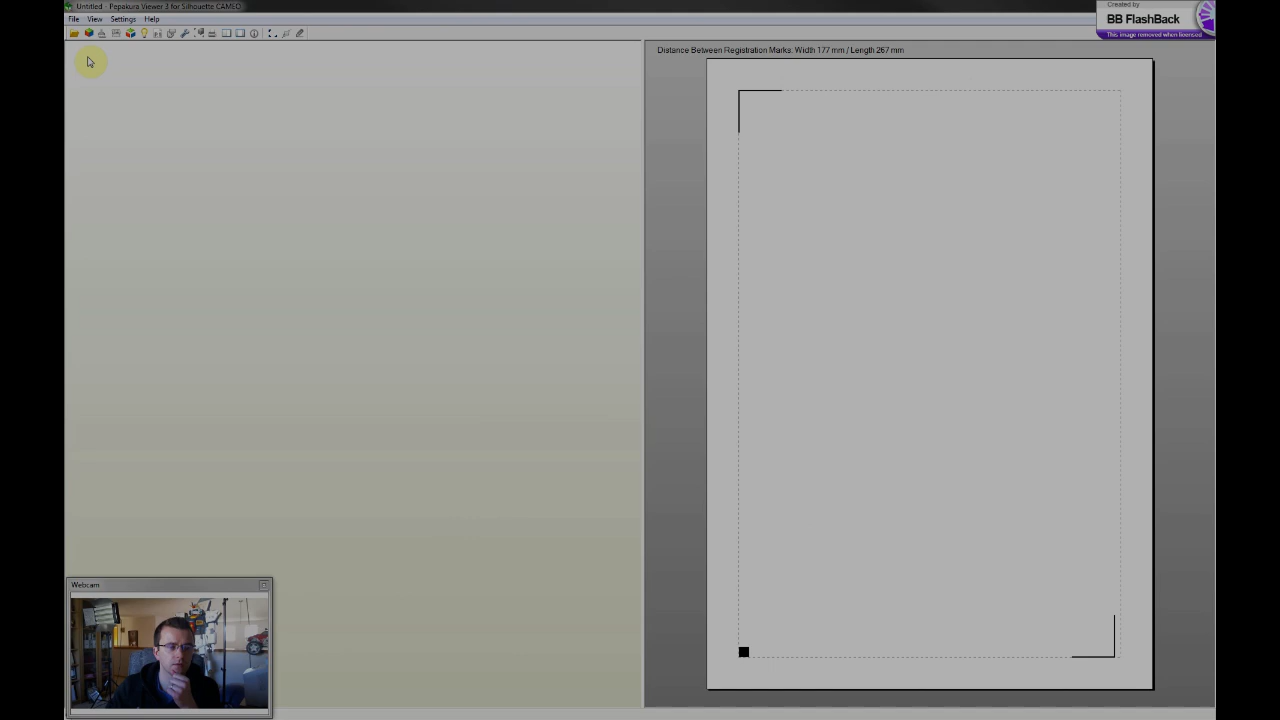 Untitled - Pepakura Viewer 3 for Silhouette CAMEO
Created by
BB FlashBack
This image removed when licensed
File View Settings Help
Distance Between Registration Marks: Width 177 mm / Length 267 mm
Webcam